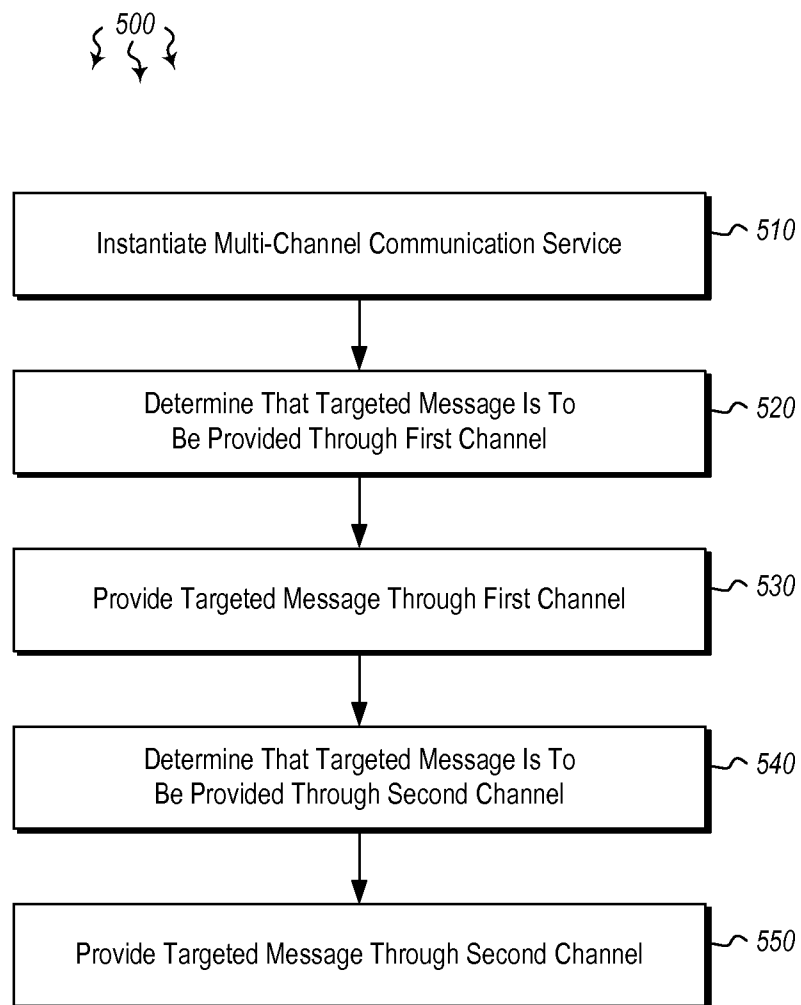 500
Instantiate Multi-Channel Communication Service
510
Determine That Targeted Message Is To
Be Provided Through First Channel
520
Provide Targeted Message Through First Channel
530
Determine That Targeted Message Is To
Be Provided Through Second Channel
540
Provide Targeted Message Through Second Channel
550